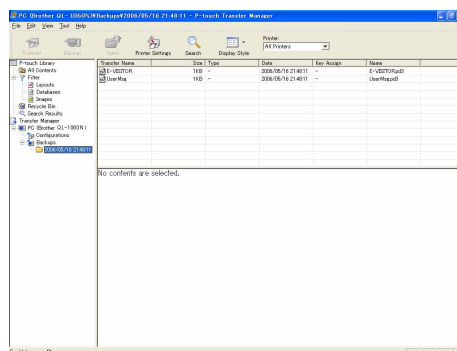 PC (Brother QL-1060N)¥Backups¥2006/05/16 21:48:11 - P-touch Transfer Manager
File Edit View Tool Help
Transfer Backup Open Printer Settings Search Display Style
Printer:
All Printers
P-touch Library
All Contents
Filter
Layouts
Databases
Images
Recycle Bin
Search Results
Transfer Manager
PC (Brother QL-1060N)
Configurations
Backups
2006/05/16 21:48:11
Transfer Name Size Type Date Key Assign Name
E-VISITOR 1KB - 2006/05/16 21:48:11 - E-VISITOR.pd3
UserMsg 1KB - 2006/05/16 21:48:11 - UserMsg.pd3
No contents are selected.